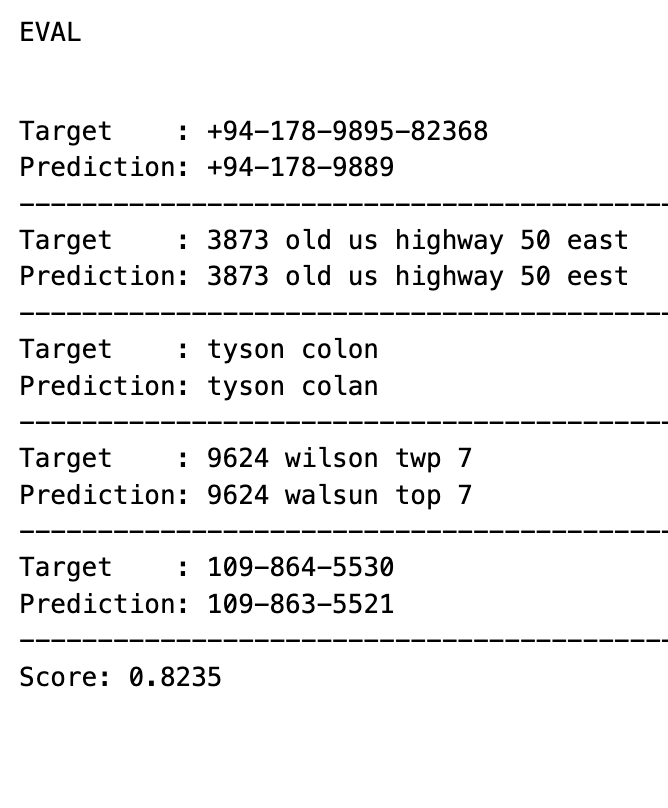 EVAL
Target    : +94-178-9895-82368
Prediction: +94-178-9889
Target    : 3873 old us highway 50 east
Prediction: 3873 old us highway 50 eest
Target    : tyson colon
Prediction: tyson colan
Target    : 9624 wilson twp 7
Prediction: 9624 walsun top 7
Target    : 109-864-5530
Prediction: 109-863-5521
Score: 0.8235